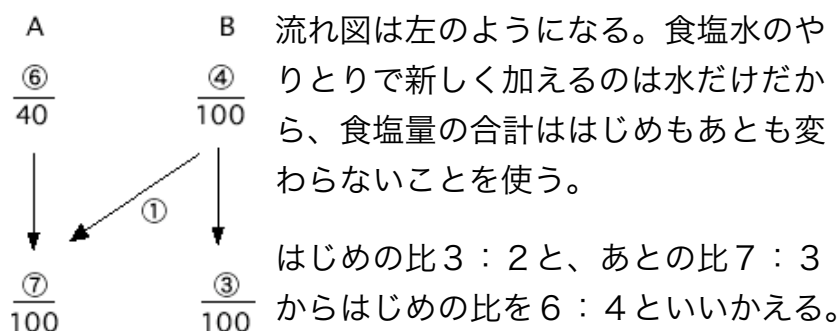 A B
⑥ ④
40 100
①
⑦ ③
100 100
流れ図は左のようになる。食塩水のや
りとりで新しく加えるのは水だけだか
ら、食塩量の合計ははじめもあとも変
わらないことを使う。
はじめの比３：２と、あとの比７：３
からはじめの比を６：４といいかえる。